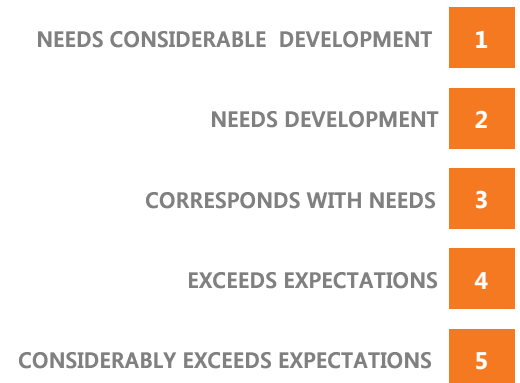 NEEDS CONSIDERABLE DEVELOPMENT 1
NEEDS DEVELOPMENT 2
CORRESPONDS WITH NEEDS 3
EXCEEDS EXPECTATIONS 4
CONSIDERABLY EXCEEDS EXPECTATIONS 5